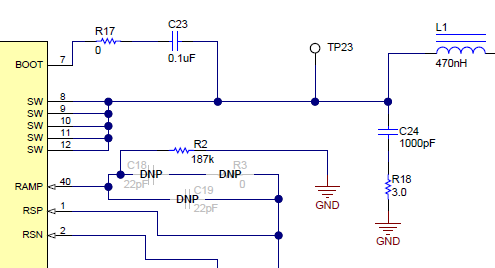 R17
0
C23
0.1uF
BOOT
7
TP23
L1
470nH
SW
8
SW
9
SW
10
SW
11
SW
12
C24
1000pF
R2
187k
C18
DNP
22pF
R3
DNP
0
R18
3.0
RAMP
40
C19
DNP
22pF
GND
RSP
1
RSN
2
GND